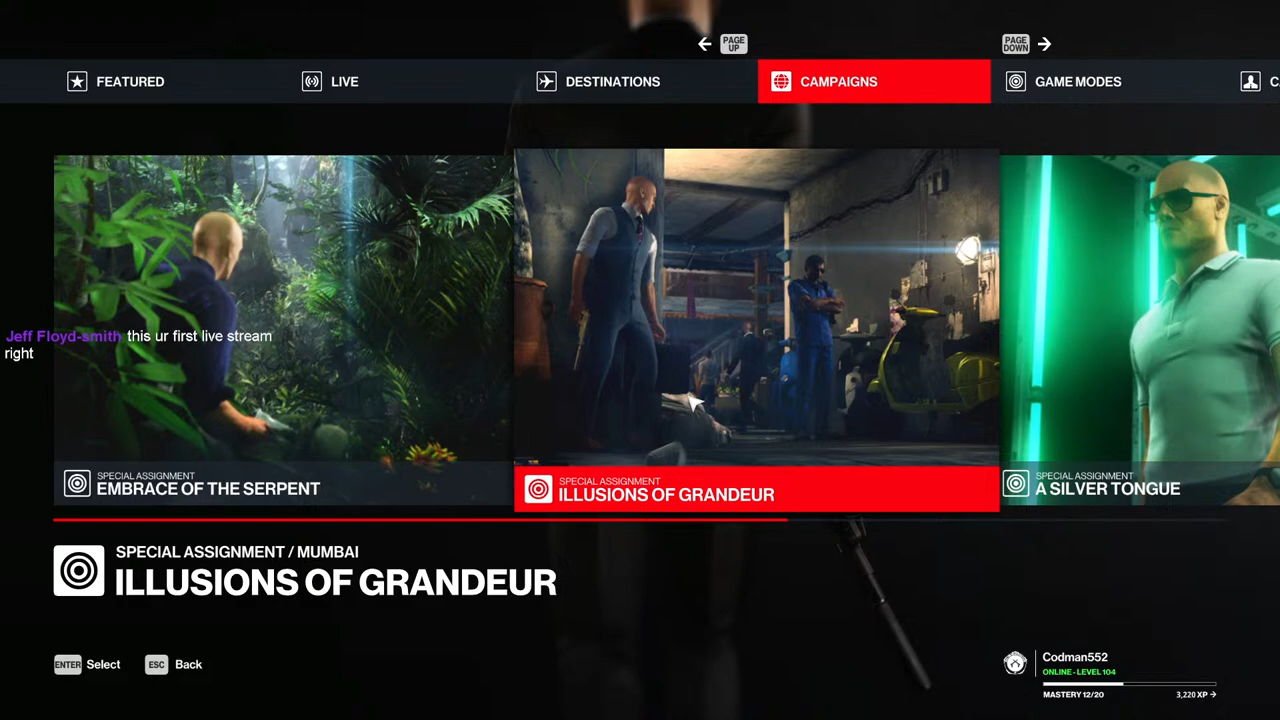 PAGE
UP
PAGE
DOWN
FEATURED
LIVE
DESTINATIONS
CAMPAIGNS
GAME MODES
Jeff Floyd-smith this ur first live stream
right
SPECIAL ASSIGNMENT
EMBRACE OF THE SERPENT
SPECIAL ASSIGNMENT
ILLUSIONS OF GRANDEUR
SPECIAL ASSIGNMENT
A SILVER TONGUE
SPECIAL ASSIGNMENT / MUMBAI
ILLUSIONS OF GRANDEUR
ENTER Select
ESC Back
Codman552
ONLINE - LEVEL 104
MASTERY 12/20
3,220 XP